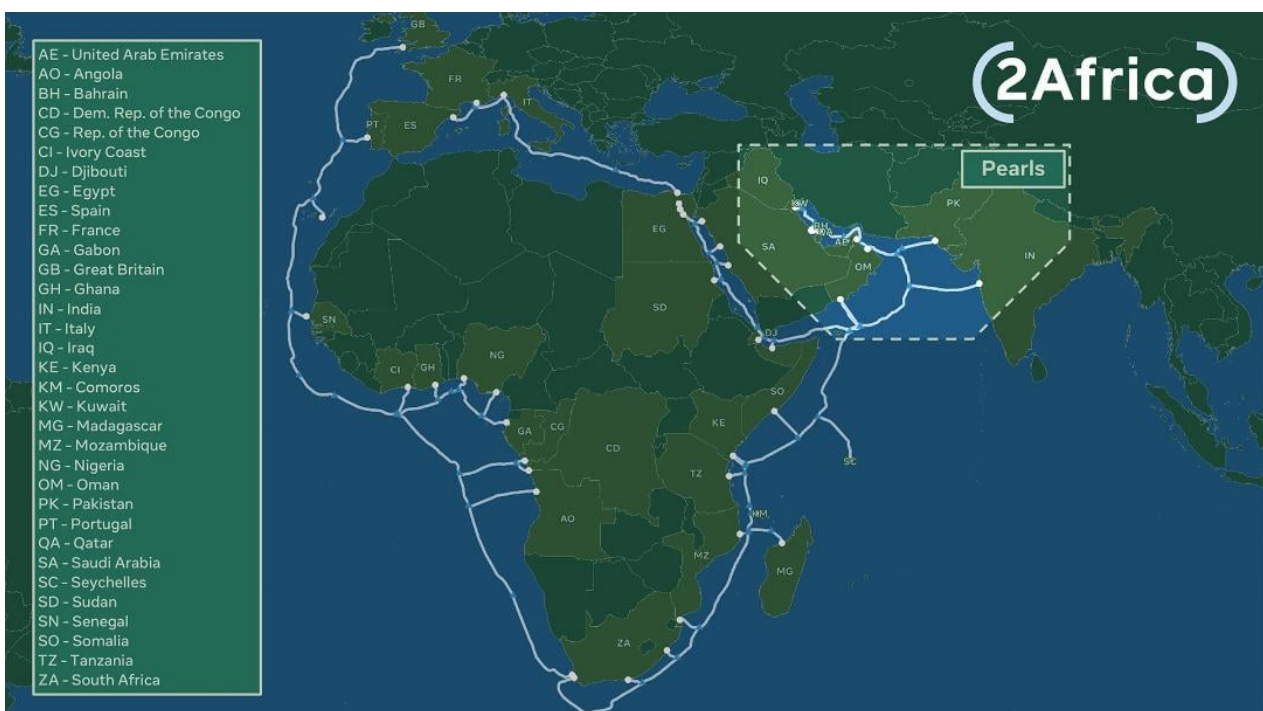 (2Africa)
Pearls
AE - United Arab Emirates
AO - Angola
BH - Bahrain
CD - Dem. Rep. of the Congo
CG - Rep. of the Congo
CI - Ivory Coast
DJ - Djibouti
EG - Egypt
ES - Spain
FR - France
GA - Gabon
GB - Great Britain
GH - Ghana
IN - India
IT - Italy
IQ - Iraq
KE - Kenya
KM - Comoros
KW - Kuwait
MG - Madagascar
MZ - Mozambique
NG - Nigeria
OM - Oman
PK - Pakistan
PT - Portugal
QA - Qatar
SA - Saudi Arabia
SC - Seychelles
SD - Sudan
SN - Senegal
SO - Somalia
TZ - Tanzania
ZA - South Africa
GB
FR
IT
PT
ES
IQ
PK
KW
BH
QA
AE
SA
OM
IN
EG
SD
DJ
SN
CI
GH
NG
SO
GA
CG
CD
KE
SC
TZ
KM
AO
MZ
MG
ZA